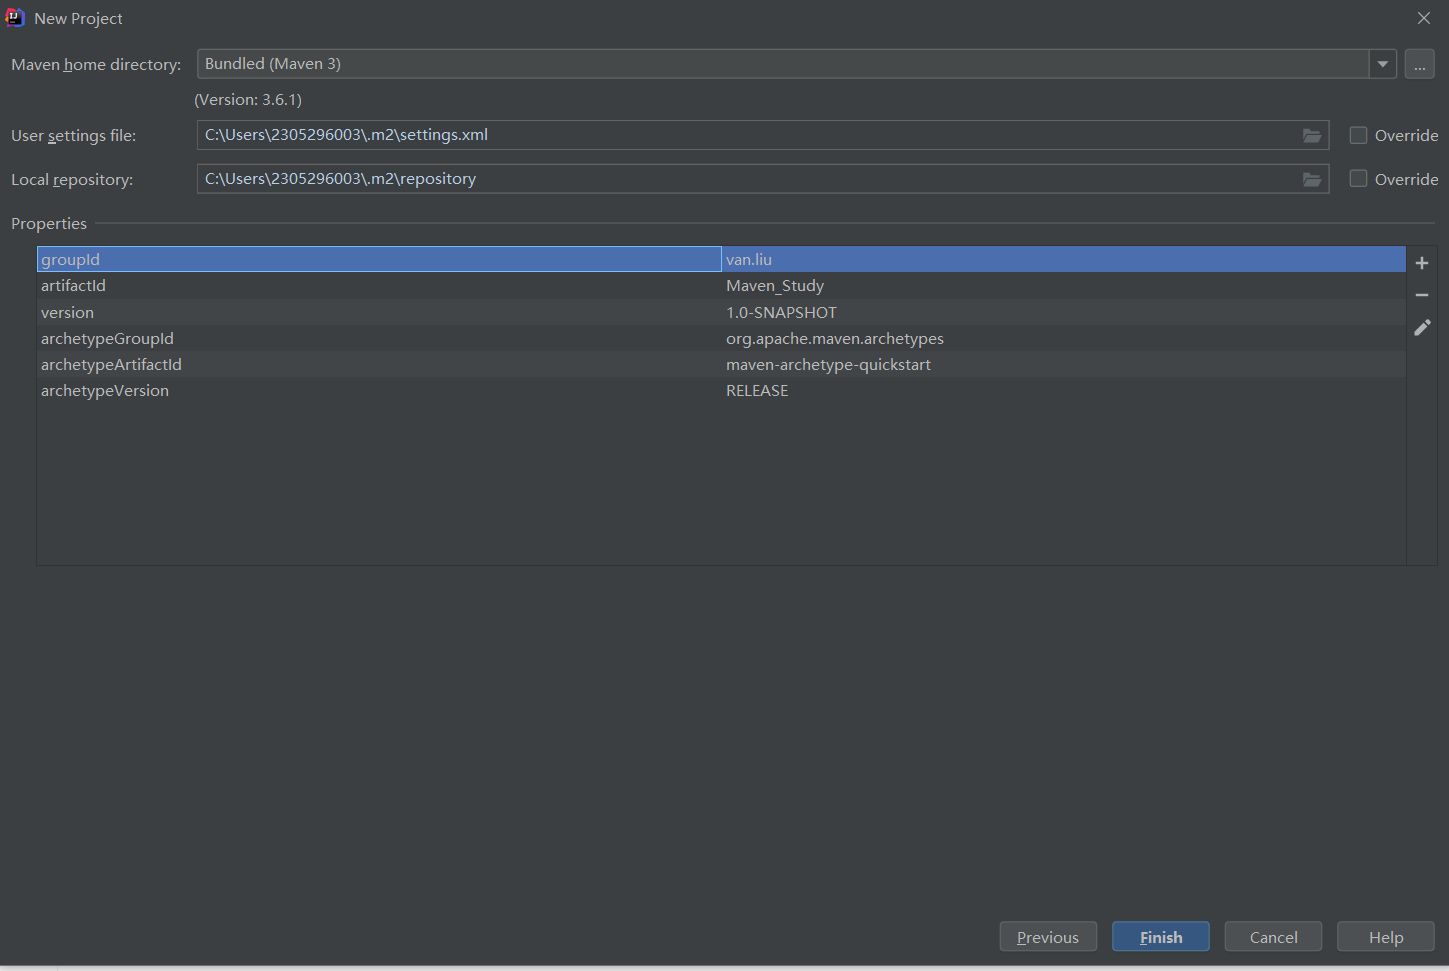 New Project
Maven home directory: Bundled (Maven 3) ...
(Version: 3.6.1)
User settings file: C:\Users\2305296003\.m2\settings.xml Override
Local repository: C:\Users\2305296003\.m2\repository Override
Properties
groupId van.liu
artifactId Maven_Study
version 1.0-SNAPSHOT
archetypeGroupId org.apache.maven.archetypes
archetypeArtifactId maven-archetype-quickstart
archetypeVersion RELEASE
Previous Finish Cancel Help